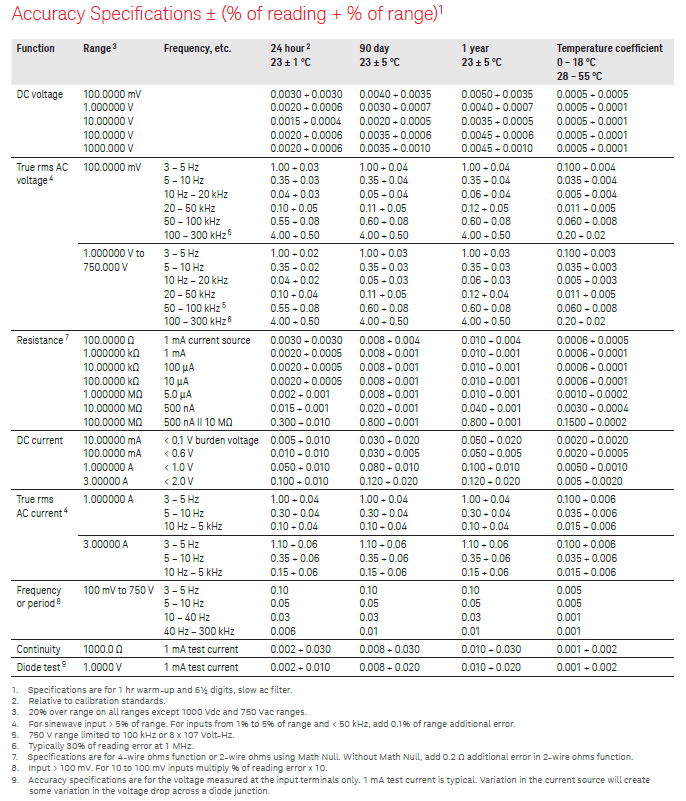 Accuracy Specifications ± (% of reading + % of range)1
Function Range3 Frequency, etc. 24 hour2 23 ± 1 °C 90 day 23 ± 5 °C 1 year 23 ± 5 °C Temperature coefficient 0 – 18 °C 28 – 55 °C
DC voltage 100.0000 mV 0.0030 + 0.0030 0.0040 + 0.0035 0.0050 + 0.0035 0.0005 + 0.0005
1.000000 V 0.0020 + 0.0006 0.0030 + 0.0007 0.0040 + 0.0007 0.0005 + 0.0001
10.00000 V 0.0015 + 0.0004 0.0020 + 0.0005 0.0035 + 0.0005 0.0005 + 0.0001
100.0000 V 0.0020 + 0.0006 0.0035 + 0.0006 0.0045 + 0.0006 0.0005 + 0.0001
1000.000 V 0.0020 + 0.0006 0.0035 + 0.0010 0.0045 + 0.0010 0.0005 + 0.0001
True rms AC 100.0000 mV 3 – 5 Hz 1.00 + 0.03 1.00 + 0.04 1.00 + 0.04 0.100 + 0.004
voltage4 5 – 10 Hz 0.35 + 0.03 0.35 + 0.04 0.35 + 0.04 0.035 + 0.004
10 Hz – 20 kHz 0.04 + 0.03 0.05 + 0.04 0.06 + 0.04 0.005 + 0.004
20 – 50 kHz 0.10 + 0.05 0.11 + 0.05 0.12 + 0.05 0.011 + 0.005
50 – 100 kHz 0.55 + 0.08 0.60 + 0.08 0.60 + 0.08 0.060 + 0.008
100 – 300 kHz6 4.00 + 0.50 4.00 + 0.50 4.00 + 0.50 0.20 + 0.02
1.000000 V to 3 – 5 Hz 1.00 + 0.02 1.00 + 0.03 1.00 + 0.03 0.100 + 0.003
750.000 V 5 – 10 Hz 0.35 + 0.02 0.35 + 0.03 0.35 + 0.03 0.035 + 0.003
10 Hz – 20 kHz 0.04 + 0.02 0.05 + 0.03 0.06 + 0.03 0.005 + 0.003
20 – 50 kHz 0.10 + 0.04 0.11 + 0.05 0.12 + 0.04 0.011 + 0.005
50 – 100 kHz5 0.55 + 0.08 0.60 + 0.08 0.60 + 0.08 0.060 + 0.008
100 – 300 kHz6 4.00 + 0.50 4.00 + 0.50 4.00 + 0.50 0.20 + 0.02
Resistance7 100.0000 Ω 1 mA current source 0.0030 + 0.0030 0.008 + 0.004 0.010 + 0.004 0.0006 + 0.0005
1.000000 kΩ 1 mA 0.0020 + 0.0005 0.008 + 0.001 0.010 + 0.001 0.0006 + 0.0001
10.00000 kΩ 100 µA 0.0020 + 0.0005 0.008 + 0.001 0.010 + 0.001 0.0006 + 0.0001
100.0000 kΩ 10 µA 0.0020 + 0.0005 0.008 + 0.001 0.010 + 0.001 0.0006 + 0.0001
1.000000 MΩ 5.0 µA 0.002 + 0.001 0.008 + 0.001 0.010 + 0.001 0.0010 + 0.0002
10.00000 MΩ 500 nA 0.015 + 0.001 0.020 + 0.001 0.040 + 0.001 0.0030 + 0.0004
100.0000 MΩ 500 nA II 10 MΩ 0.300 + 0.010 0.800 + 0.001 0.800 + 0.001 0.1500 + 0.0002
DC current 10.00000 mA < 0.1 V burden voltage 0.005 + 0.010 0.030 + 0.020 0.050 + 0.020 0.0020 + 0.0020
100.0000 mA < 0.6 V 0.010 + 0.010 0.030 + 0.005 0.050 + 0.005 0.0020 + 0.0005
1.000000 A < 1.0 V 0.050 + 0.010 0.080 + 0.010 0.100 + 0.010 0.0050 + 0.0010
3.00000 A < 2.0 V 0.100 + 0.010 0.120 + 0.020 0.120 + 0.020 0.005 + 0.0020
True rms 1.000000 A 3 – 5 Hz 1.00 + 0.04 1.00 + 0.04 1.00 + 0.04 0.100 + 0.006
AC current4 5 – 10 Hz 0.30 + 0.04 0.30 + 0.04 0.30 + 0.04 0.035 + 0.006
10 Hz – 5 kHz 0.10 + 0.04 0.10 + 0.04 0.10 + 0.04 0.015 + 0.006
3.00000 A 3 – 5 Hz 1.10 + 0.06 1.10 + 0.06 1.10 + 0.06 0.100 + 0.006
5 – 10 Hz 0.35 + 0.06 0.35 + 0.06 0.35 + 0.06 0.035 + 0.006
10 Hz – 5 kHz 0.15 + 0.06 0.15 + 0.06 0.15 + 0.06 0.015 + 0.006
Frequency 100 mV to 750 V 3 – 5 Hz 0.10 0.10 0.10 0.005
or period8 5 – 10 Hz 0.05 0.05 0.05 0.005
10 – 40 Hz 0.03 0.03 0.03 0.001
40 Hz – 300 kHz 0.006 0.01 0.01 0.001
Continuity 1000.0 Ω 1 mA test current 0.002 + 0.030 0.008 + 0.030 0.010 + 0.030 0.001 + 0.002
Diode test9 1.0000 V 1 mA test current 0.002 + 0.010 0.008 + 0.020 0.010 + 0.020 0.001 + 0.002
1. Specifications are for 1 hr warm-up and 6½ digits, slow ac filter.
2. Relative to calibration standards.
3. 20% over range on all ranges except 1000 Vdc and 750 Vac ranges.
4. For sinewave input > 5% of range. For inputs from 1% to 5% of range and < 50 kHz, add 0.1% of range additional error.
5. 750 V range limited to 100 kHz or 8 x 107 Volt-Hz.
6. Typically 30% of reading error at 1 MHz.
7. Specifications are for 4-wire ohms function or 2-wire ohms using Math Null. Without Math Null, add 0.2 Ω additional error in 2-wire ohms function.
8. Input > 100 mV. For 10 to 100 mV inputs multiply % of reading error x 10.
9. Accuracy specifications are for the voltage measured at the input terminals only. 1 mA test current is typical. Variation in the current source will create
some variation in the voltage drop across a diode junction.